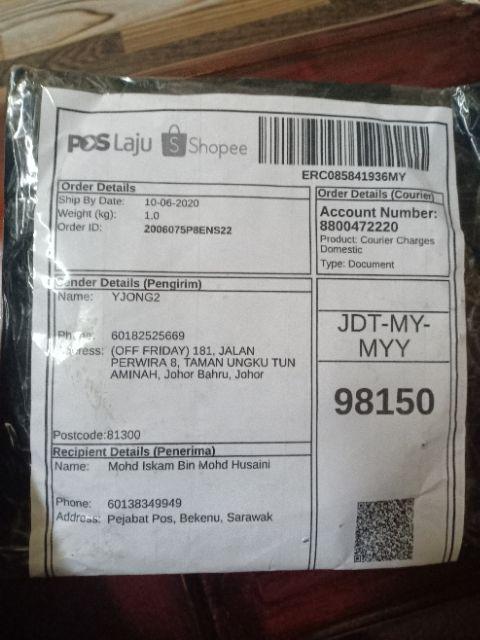 POS Laju Shopee
ERC085841936MY
Order Details
Ship By Date: 10-06-2020
Weight (kg): 1.0
Order ID: 2006075P8ENS22
Order Details (Courier)
Account Number:
8800472220
Product: Courier Charges
Domestic
Type: Document
Sender Details (Pengirim)
Name: YJONG2
Phone: 60182525669
Address: (OFF FRIDAY) 181, JALAN
PERWIRA 8, TAMAN UNGKU TUN
AMINAH, Johor Bahru, Johor
Postcode:81300
JDT-MY-
MYY
98150
Recipient Details (Penerima)
Name: Mohd Iskam Bin Mohd Husaini
Phone: 60138349949
Address: Pejabat Pos, Bekenu, Sarawak